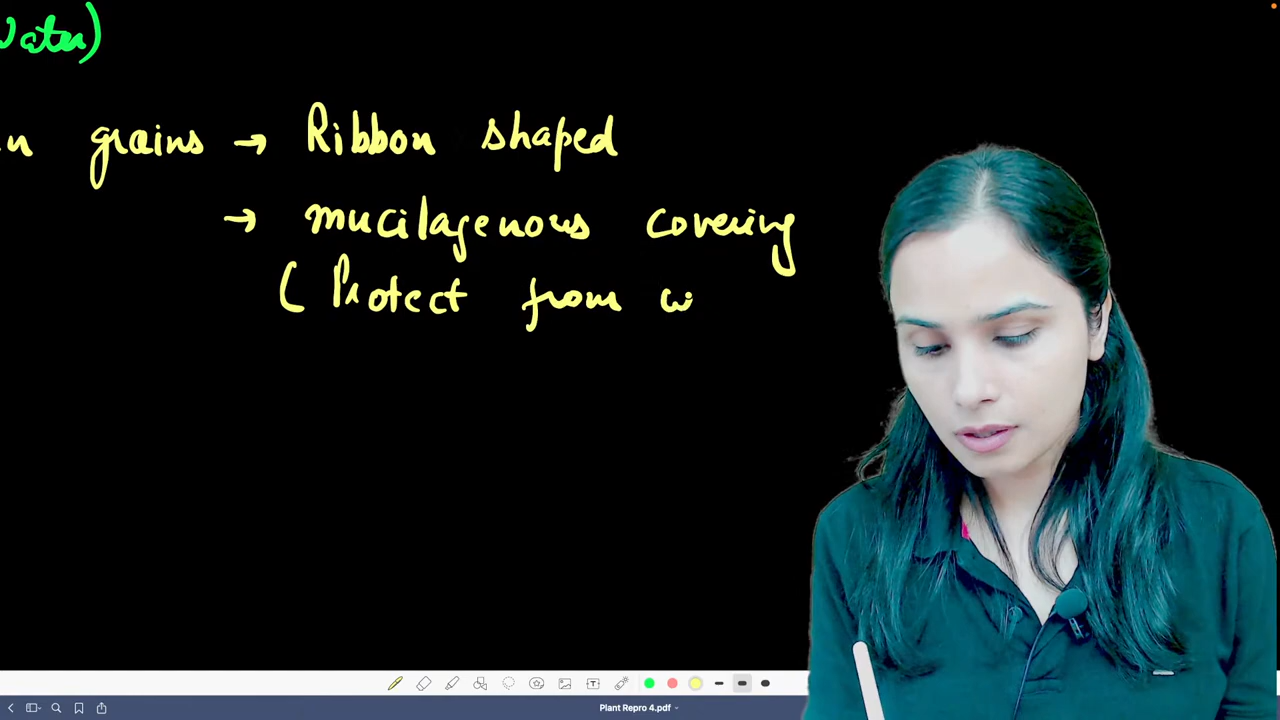 Water)
n grains → Ribbon shaped
→ mucilagenous covering
( Protect from w
Plant Repro 4.pdf